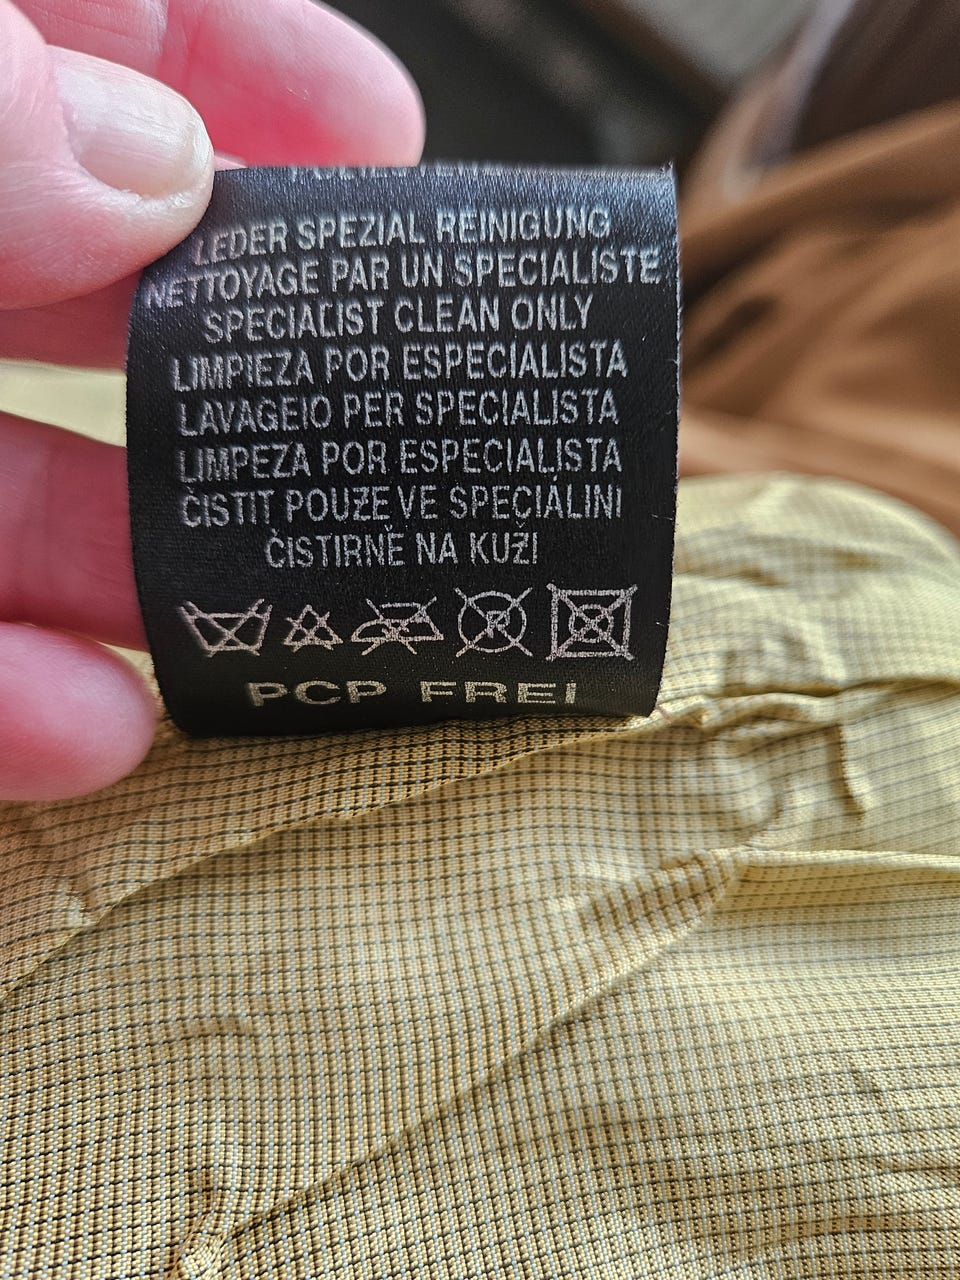 LEDER SPEZIAL REINIGUNG
NETTOYAGE PAR UN SPECIALISTE
SPECIALIST CLEAN ONLY
LIMPIEZA POR ESPECIALISTA
LAVAGEIO PER SPECIALISTA
LIMPEZA POR ESPECIALISTA
ČISTIT POUZE VE SPECIÁLINI
ČISTIRNĚ NA KUŽI
PCP FREI